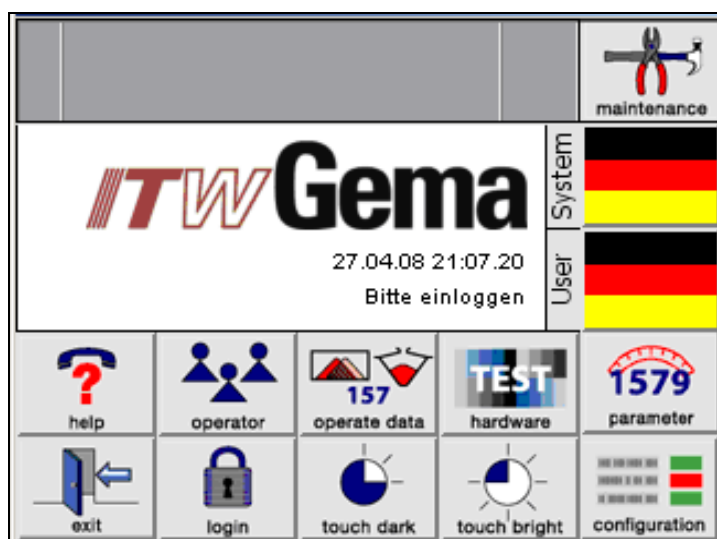 maintenance
ITW Gema
System
27.04.08 21:07.20
Bitte einloggen
User
?
help
operator
157
operate data
TEST
hardware
1579
parameter
exit
login
touch dark
touch bright
configuration